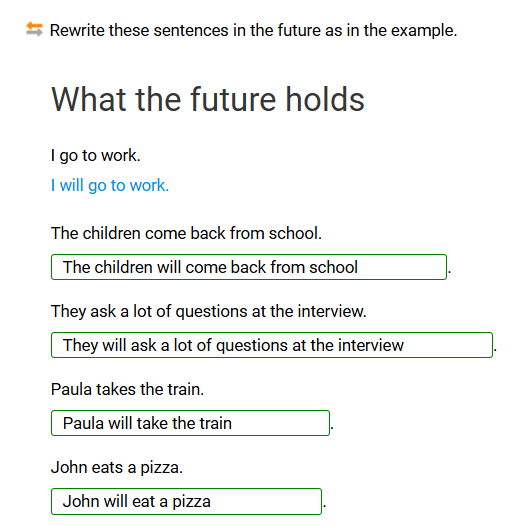 Rewrite these sentences in the future as in the example.
What the future holds
I go to work.
I will go to work.
The children come back from school.
The children will come back from school.
They ask a lot of questions at the interview.
They will ask a lot of questions at the interview.
Paula takes the train.
Paula will take the train.
John eats a pizza.
John will eat a pizza.